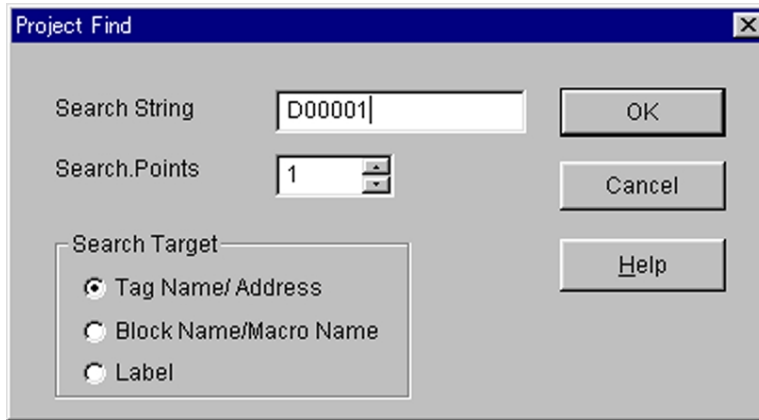 Project Find
Search String D00001 OK
Search.Points 1 Cancel
Search Target Help
Tag Name/ Address
Block Name/Macro Name
Label